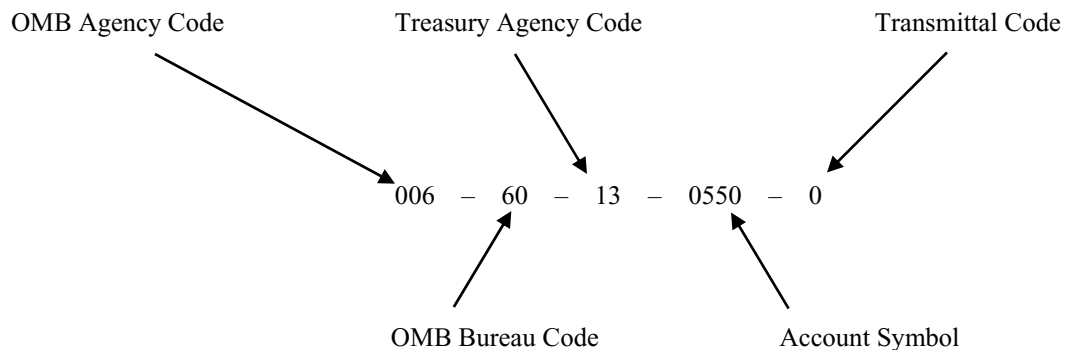 OMB Agency Code Treasury Agency Code Transmittal Code
006 – 60 – 13 – 0550 – 0
OMB Bureau Code Account Symbol